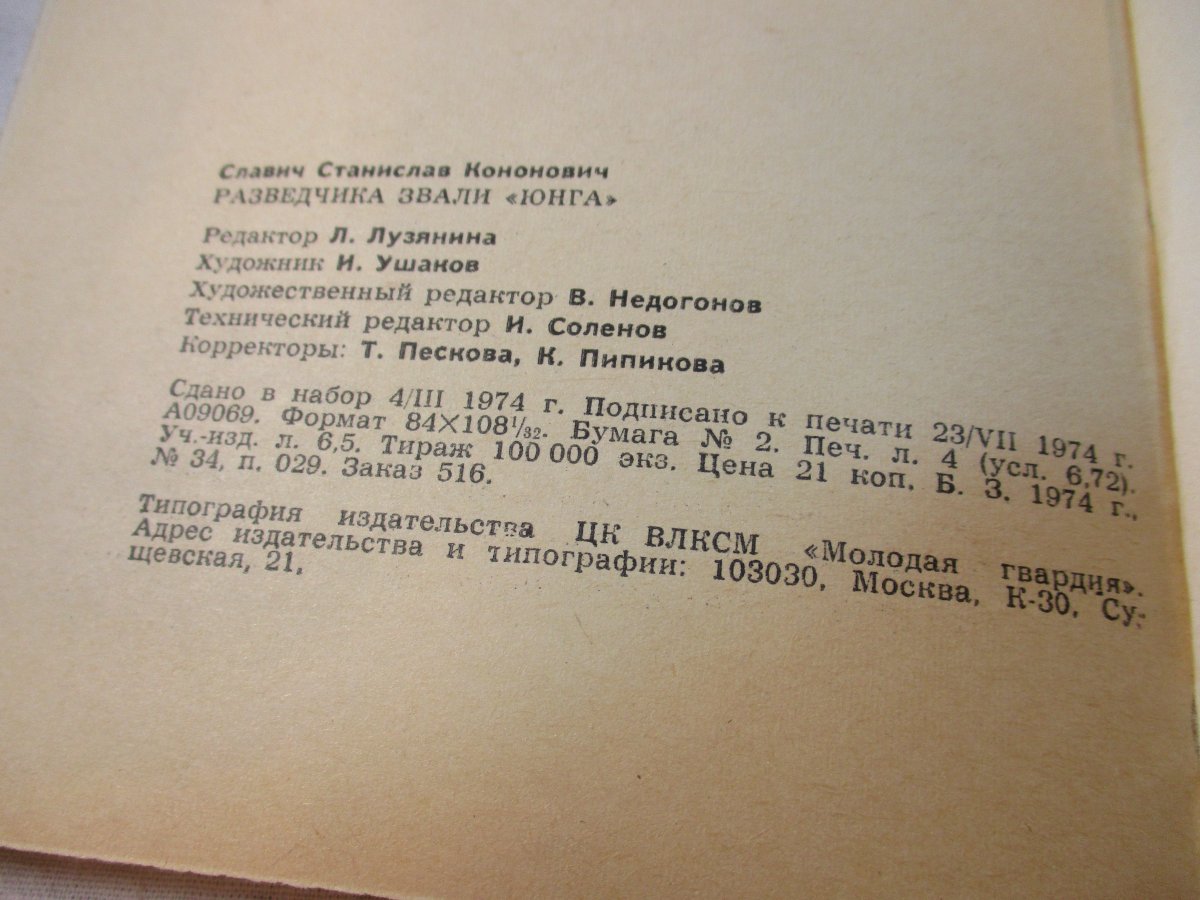 Славич Станислав Кононович
РАЗВЕДЧИКА ЗВАЛИ «ЮНГА»
Редактор Л. Лузянина
Художник И. Ушаков
Художественный редактор В. Недогонов
Технический редактор И. Соленов
Корректоры: Т. Пескова, К. Пипикова
Сдано в набор 4/III 1974 г. Подписано к печати 23/VII 1974 г.
А09069. Формат 84×108¹/₃₂. Бумага № 2. Печ. л. 4 (усл. 6,72).
Уч.-изд. л. 6,5. Тираж 100 000 экз. Цена 21 коп. Б. З. 1974 г.,
№ 34, п. 029. Заказ 516.
Типография издательства ЦК ВЛКСМ «Молодая гвардия».
Адрес издательства и типографии: 103030, Москва, К-30, Су-
щевская, 21.